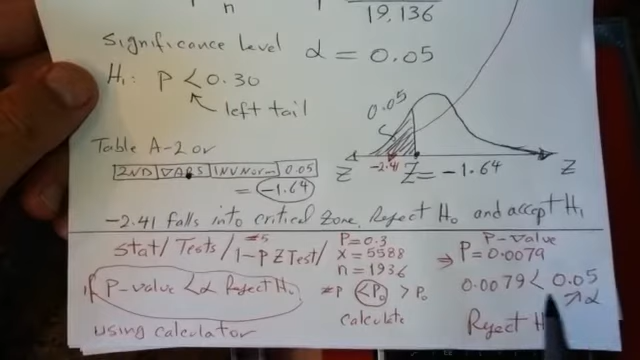 n
19,136
Significance level α = 0.05
H₁: P < 0.30
left tail
0.05
Table A-2 or
2ND VARS INVNorm 0.05
= -1.64
Z -2.41 Z = -1.64 Z
-2.41 falls into critical Zone. Reject H₀ and accept H₁
Stat/Tests/ #5 1-PZTest/
P=0.3
x = 5588
n = 1936
⇒ P-value
P=0.0079
if P-value < α Reject H₀
≠P <P₀ >P₀
Calculate
0.0079 < 0.05
↗α
using calculator
Reject H